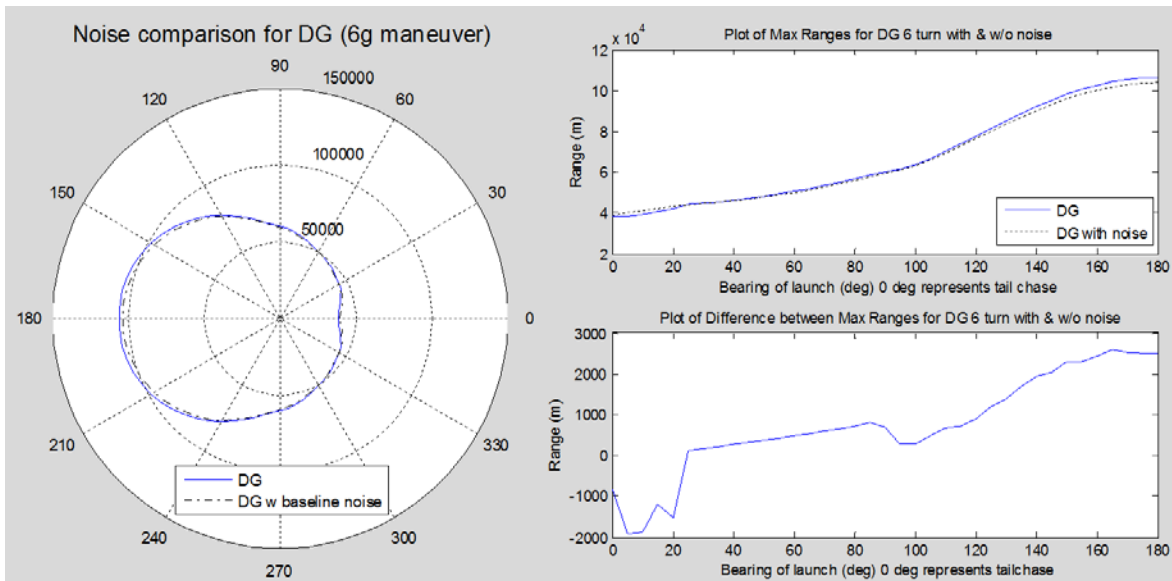 Noise comparison for DG (6g maneuver)
90
150000
120
60
100000
150
30
50000
180
0
210
330
DG
DG w baseline noise
240
300
270
Plot of Max Ranges for DG 6 turn with & w/o noise
x 10^4
12
10
8
6
4
2
Range (m)
DG
DG with noise
0 20 40 60 80 100 120 140 160 180
Bearing of launch (deg) 0 deg represents tail chase
Plot of Difference between Max Ranges for DG 6 turn with & w/o noise
3000
2000
1000
0
-1000
-2000
Range (m)
0 20 40 60 80 100 120 140 160 180
Bearing of launch (deg) 0 deg represents tailchase